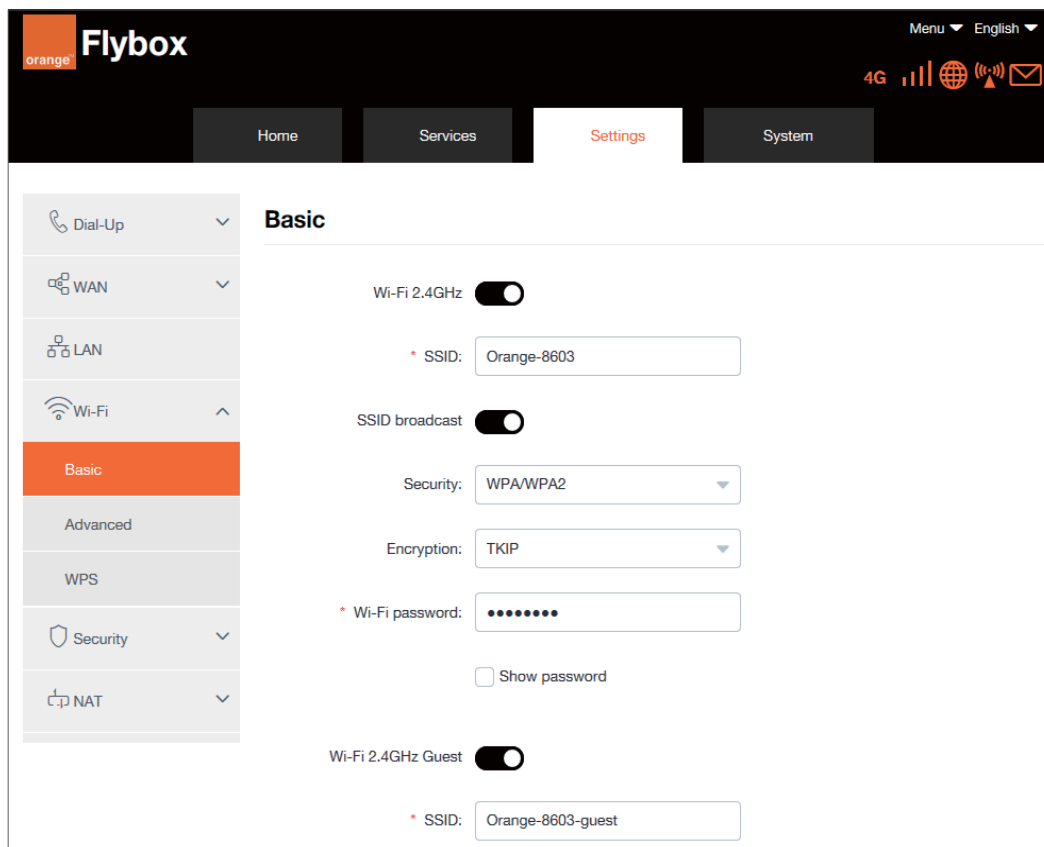 Menu English
orange™ Flybox
4G
Home Services Settings System
Dial-Up
WAN
LAN
Wi-Fi
Basic
Advanced
WPS
Security
NAT
Basic
Wi-Fi 2.4GHz
* SSID: Orange-8603
SSID broadcast
Security: WPA/WPA2
Encryption: TKIP
* Wi-Fi password: ●●●●●●●●
Show password
Wi-Fi 2.4GHz Guest
* SSID: Orange-8603-guest